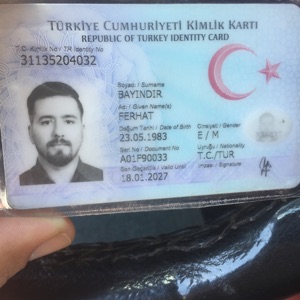 TÜRKİYE CUMHURİYETİ KİMLİK KARTI
REPUBLIC OF TURKEY IDENTITY CARD
T.C. Kimlik No / TR Identity No
31135204032
Soyadı / Surname
BAYINDIR
Adı / Given Name(s)
FERHAT
Doğum Tarihi / Date of Birth
23.05.1983
Cinsiyeti / Gender
E / M
Seri No / Document No
A01F90033
Uyruğu / Nationality
T.C./TUR
Son Geçerlilik / Valid Until
18.01.2027
İmzası / Signature